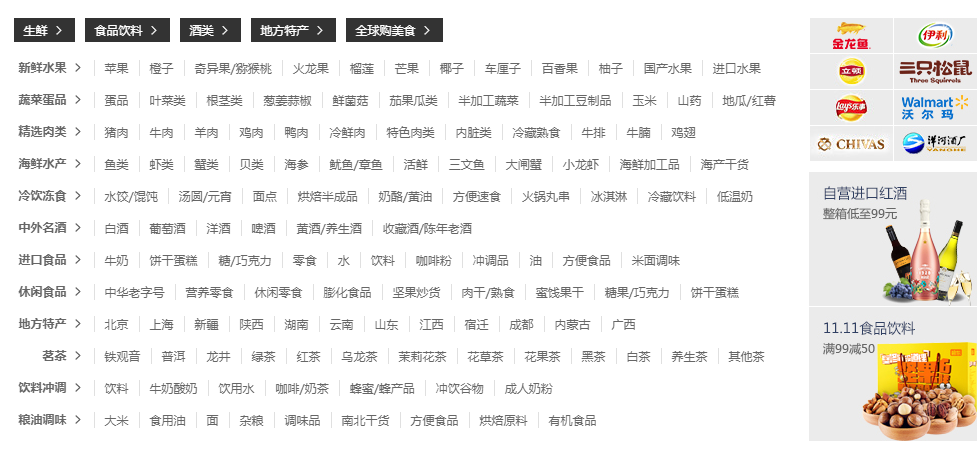 生鲜 > 食品饮料 > 酒类 > 地方特产 > 全球购美食 >
新鲜水果 > 苹果 橙子 奇异果/猕猴桃 火龙果 榴莲 芒果 椰子 车厘子 百香果 柚子 国产水果 进口水果
蔬菜蛋品 > 蛋品 叶菜类 根茎类 葱姜蒜椒 鲜菌菇 茄果瓜类 半加工蔬菜 半加工豆制品 玉米 山药 地瓜/红薯
精选肉类 > 猪肉 牛肉 羊肉 鸡肉 鸭肉 冷鲜肉 特色肉类 内脏类 冷藏熟食 牛排 牛腩 鸡翅
海鲜水产 > 鱼类 虾类 蟹类 贝类 海参 鱿鱼/章鱼 活鲜 三文鱼 大闸蟹 小龙虾 海鲜加工品 海产干货
冷饮冻食 > 水饺/馄饨 汤圆/元宵 面点 烘焙半成品 奶酪/黄油 方便速食 火锅丸串 冰淇淋 冷藏饮料 低温奶
中外名酒 > 白酒 葡萄酒 洋酒 啤酒 黄酒/养生酒 收藏酒/陈年老酒
进口食品 > 牛奶 饼干蛋糕 糖/巧克力 零食 水 饮料 咖啡粉 冲调品 油 方便食品 米面调味
休闲食品 > 中华老字号 营养零食 休闲零食 膨化食品 坚果炒货 肉干/熟食 蜜饯果干 糖果/巧克力 饼干蛋糕
地方特产 > 北京 上海 新疆 陕西 湖南 云南 山东 江西 宿迁 成都 内蒙古 广西
茗茶 > 铁观音 普洱 龙井 绿茶 红茶 乌龙茶 茉莉花茶 花草茶 花果茶 黑茶 白茶 养生茶 其他茶
饮料冲调 > 饮料 牛奶酸奶 饮用水 咖啡/奶茶 蜂蜜/蜂产品 冲饮谷物 成人奶粉
粮油调味 > 大米 食用油 面 杂粮 调味品 南北干货 方便食品 烘焙原料 有机食品
金龙鱼 伊利
立顿 三只松鼠
Three Squirrels
Lay's乐事 Walmart
沃尔玛
CHIVAS 洋河酒厂
YANGHE
自营进口红酒
整箱低至99元
11.11食品饮料
满99减50